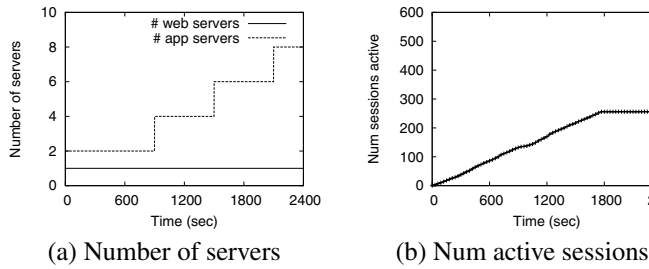 # web servers
# app servers
Number of servers
10
8
6
4
2
0
0 600 1200 1800 2400
Time (sec)
(a) Number of servers
Num sessions active
600
500
400
300
200
100
0
0 600 1200 1800
Time (sec)
(b) Num active sessions